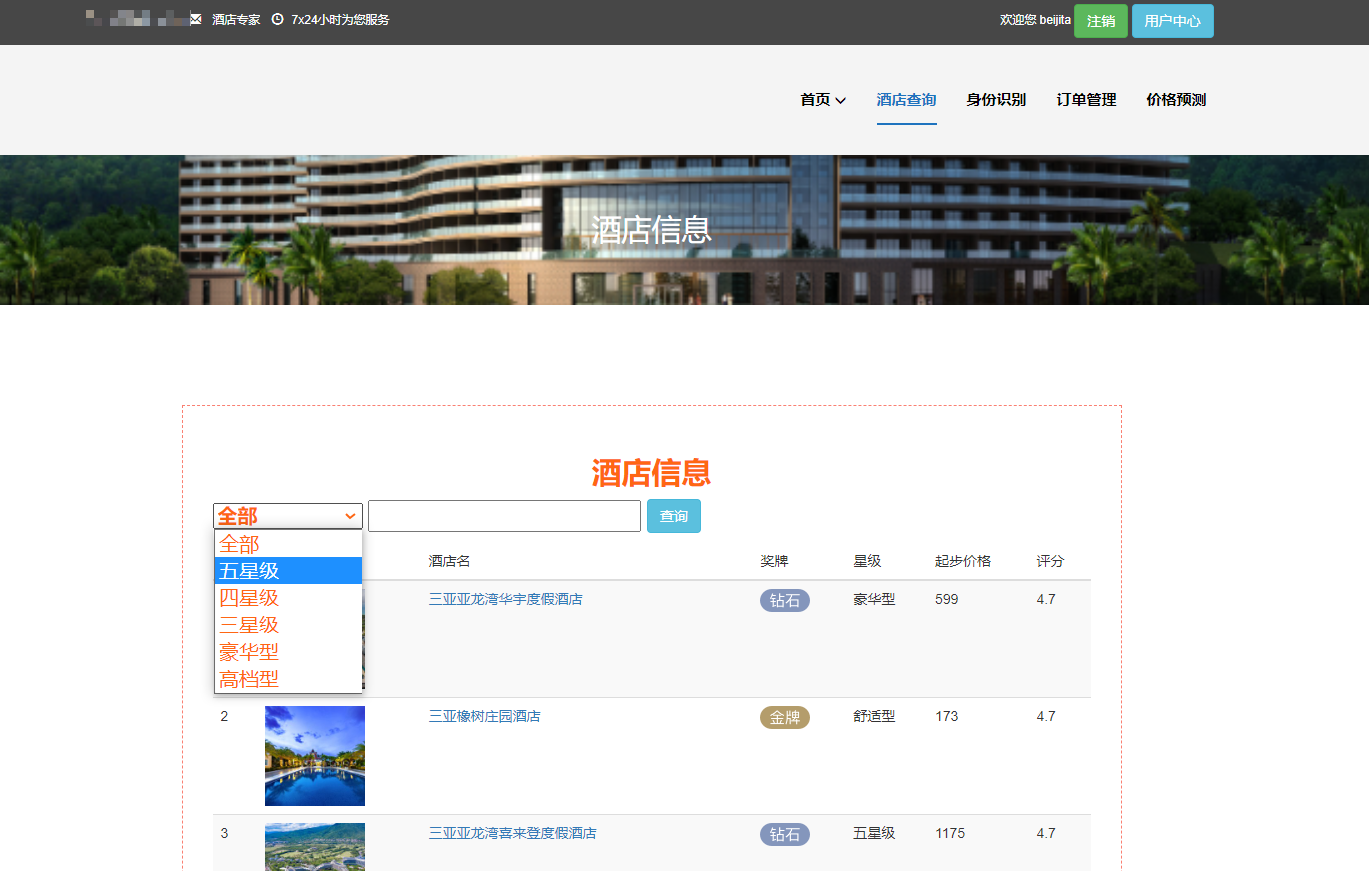 酒店专家 7x24小时为您服务 欢迎您 beijita 注销 用户中心
首页 酒店查询 身份识别 订单管理 价格预测
酒店信息
酒店信息
全部 查询
全部
五星级
四星级
三星级
豪华型
高档型
酒店名 奖牌 星级 起步价格 评分
三亚亚龙湾华宇度假酒店 钻石 豪华型 599 4.7
2 三亚橡树庄园酒店 金牌 舒适型 173 4.7
3 三亚亚龙湾喜来登度假酒店 钻石 五星级 1175 4.7